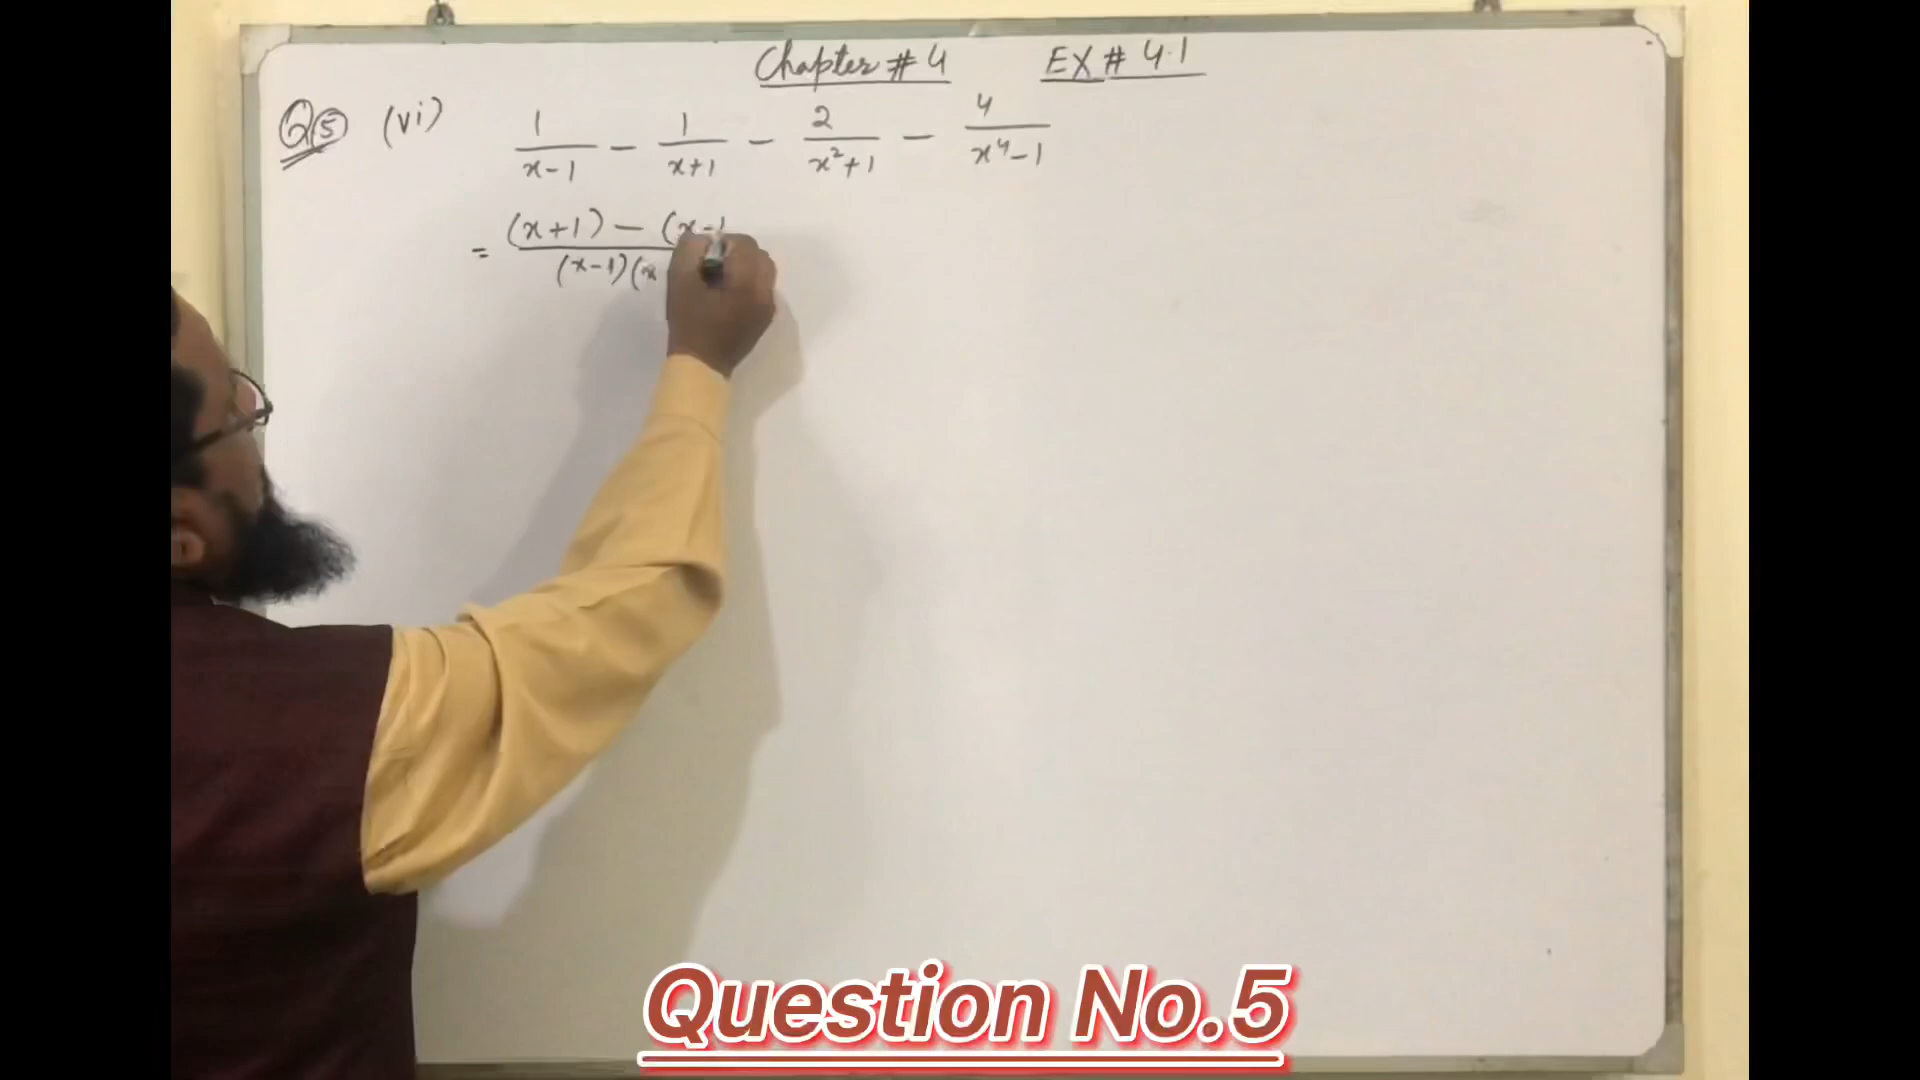 Chapter # 4 EX # 4.1
Q5 (vi) 1/(x-1) - 1/(x+1) - 2/(x²+1) - 4/(x⁴-1)
= (x+1) - (x-1 / (x-1)(x
Question No.5